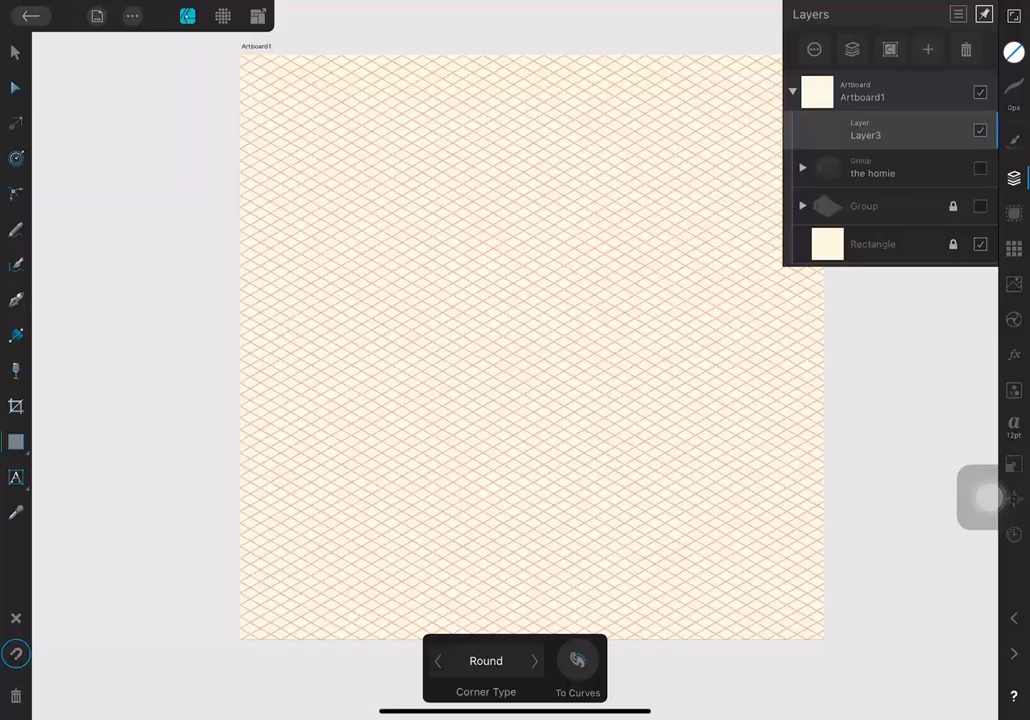 Layers
Artboard1
Artboard
Artboard1
Layer
Layer3
Group
the homie
Group
Rectangle
0px
a
12pt
A
Round
Corner Type
To Curves
?